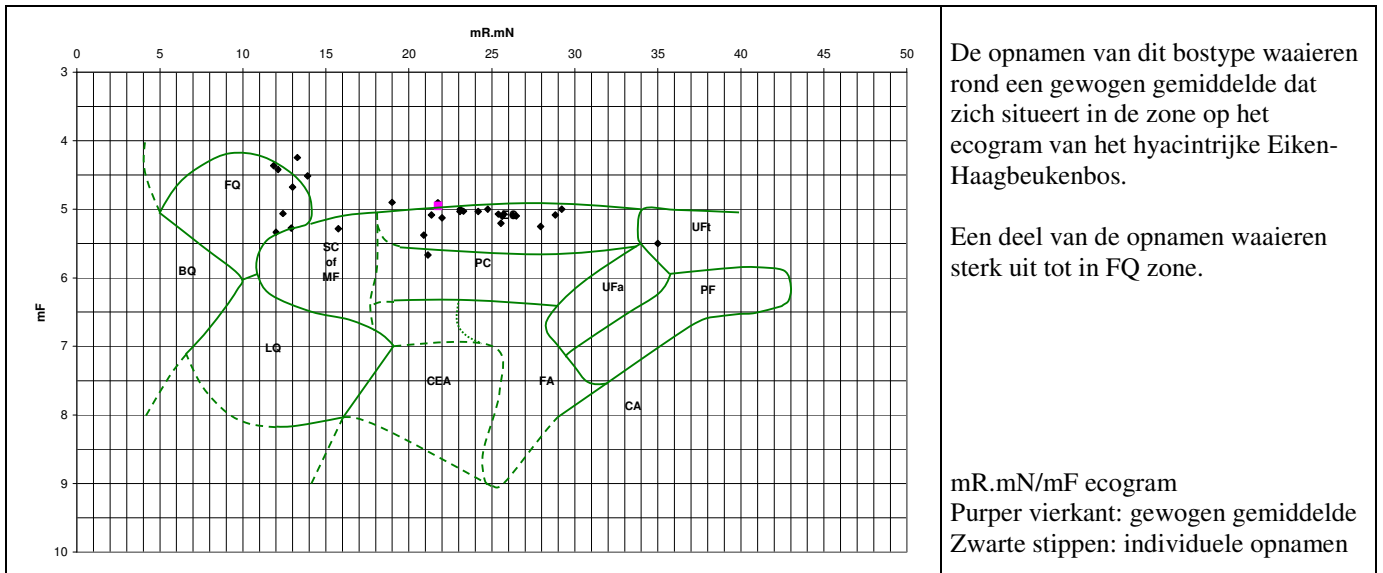 mR.mN
0 5 10 15 20 25 30 35 40 45 50
3
4
FQ
5
E
UFt
SC
of
MF
PC
BQ
6
UFa
PF
mF
7
LQ
CEA
FA
CA
8
9
10
De opnamen van dit bostype waaieren
rond een gewogen gemiddelde dat
zich situeert in de zone op het
ecogram van het hyacintrijke Eiken-
Haagbeukenbos.
Een deel van de opnamen waaieren
sterk uit tot in FQ zone.
mR.mN/mF ecogram
Purper vierkant: gewogen gemiddelde
Zwarte stippen: individuele opnamen